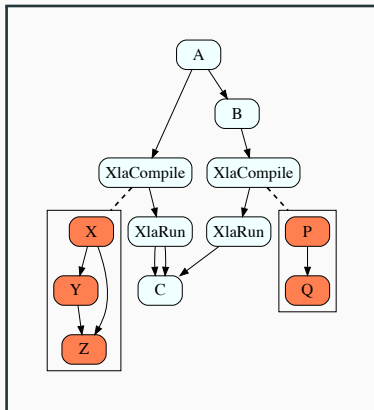 A
B
XlaCompile XlaCompile
X XlaRun XlaRun P
Y C Q
Z